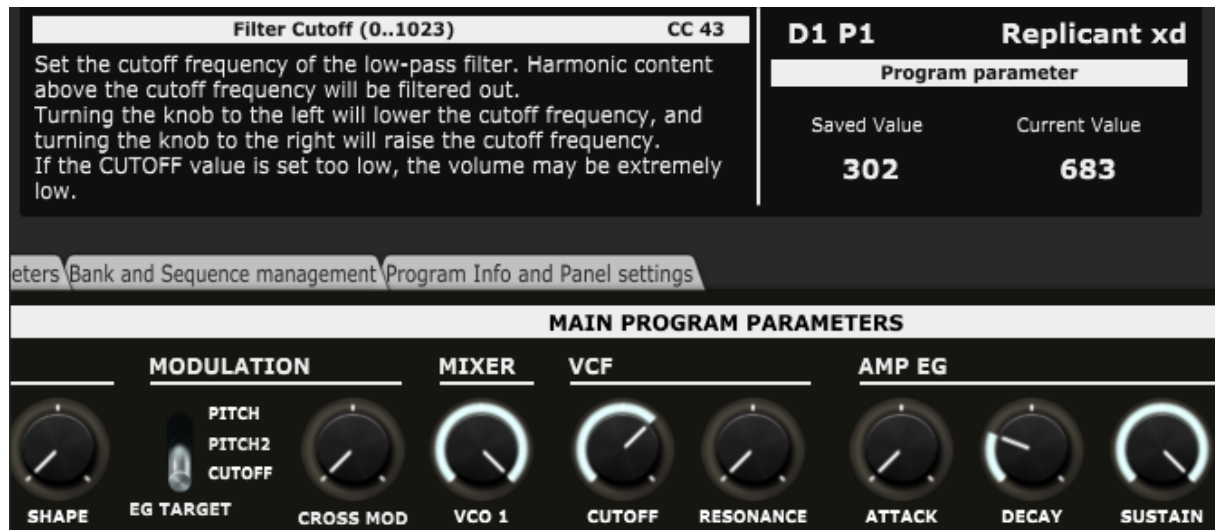 Filter Cutoff (0..1023) CC 43
Set the cutoff frequency of the low-pass filter. Harmonic content
above the cutoff frequency will be filtered out.
Turning the knob to the left will lower the cutoff frequency, and
turning the knob to the right will raise the cutoff frequency.
If the CUTOFF value is set too low, the volume may be extremely
low.
D1 P1 Replicant xd
Program parameter
Saved Value Current Value
302 683
eters Bank and Sequence management Program Info and Panel settings
MAIN PROGRAM PARAMETERS
MODULATION MIXER VCF AMP EG
PITCH
PITCH2
CUTOFF
SHAPE EG TARGET CROSS MOD VCO 1 CUTOFF RESONANCE ATTACK DECAY SUSTAIN